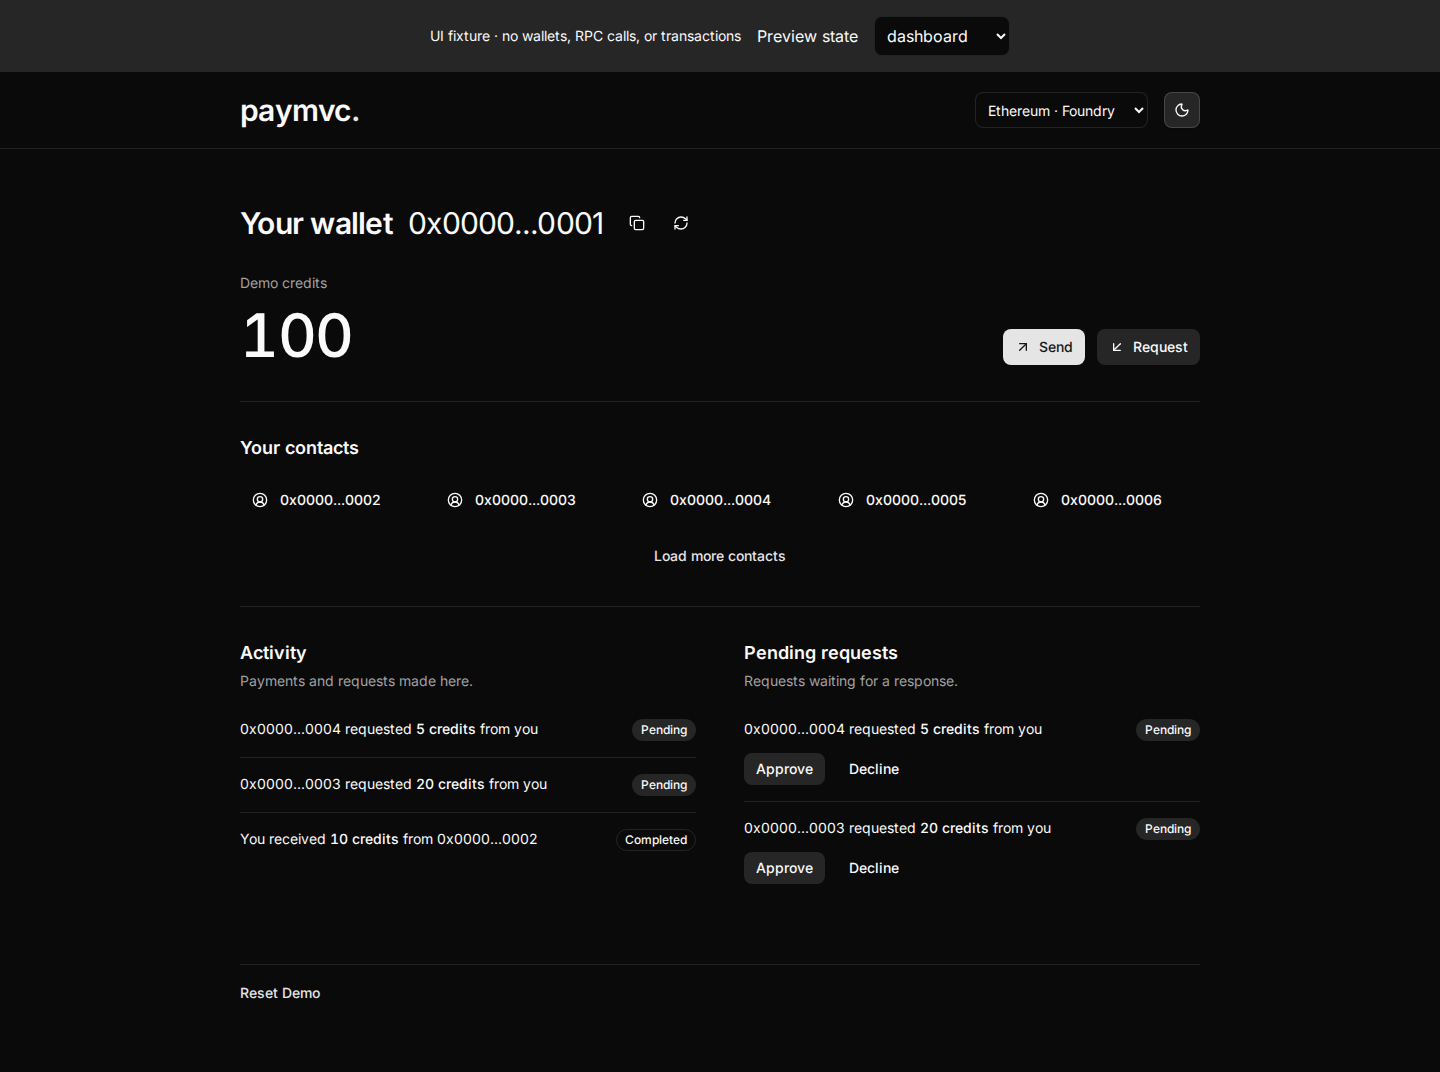 UI fixture · no wallets, RPC calls, or transactions Preview state dashboard
paymvc. Ethereum · Foundry
Your wallet 0x0000...0001
Demo credits
100
Send Request
Your contacts
0x0000...0002 0x0000...0003 0x0000...0004 0x0000...0005 0x0000...0006
Load more contacts
Activity
Payments and requests made here.
0x0000...0004 requested 5 credits from you Pending
0x0000...0003 requested 20 credits from you Pending
You received 10 credits from 0x0000...0002 Completed
Pending requests
Requests waiting for a response.
0x0000...0004 requested 5 credits from you Pending
Approve Decline
0x0000...0003 requested 20 credits from you Pending
Approve Decline
Reset Demo